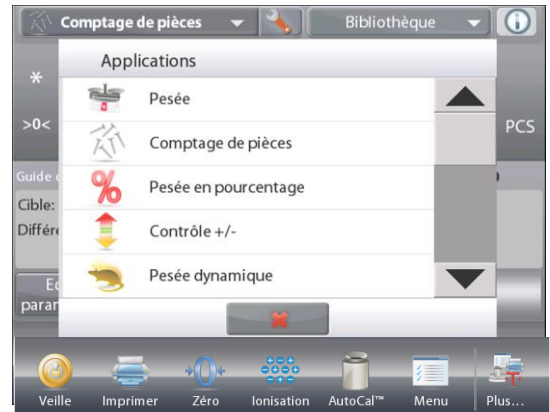 Comptage de pièces
Bibliothèque
Applications
*
Pesée
>0<
PCS
Comptage de pièces
Guide
Pesée en pourcentage
Cible:
Contrôle +/-
Pesée dynamique
Veille
Imprimer
Zéro
Ionisation
AutoCal™
Menu
Plus...